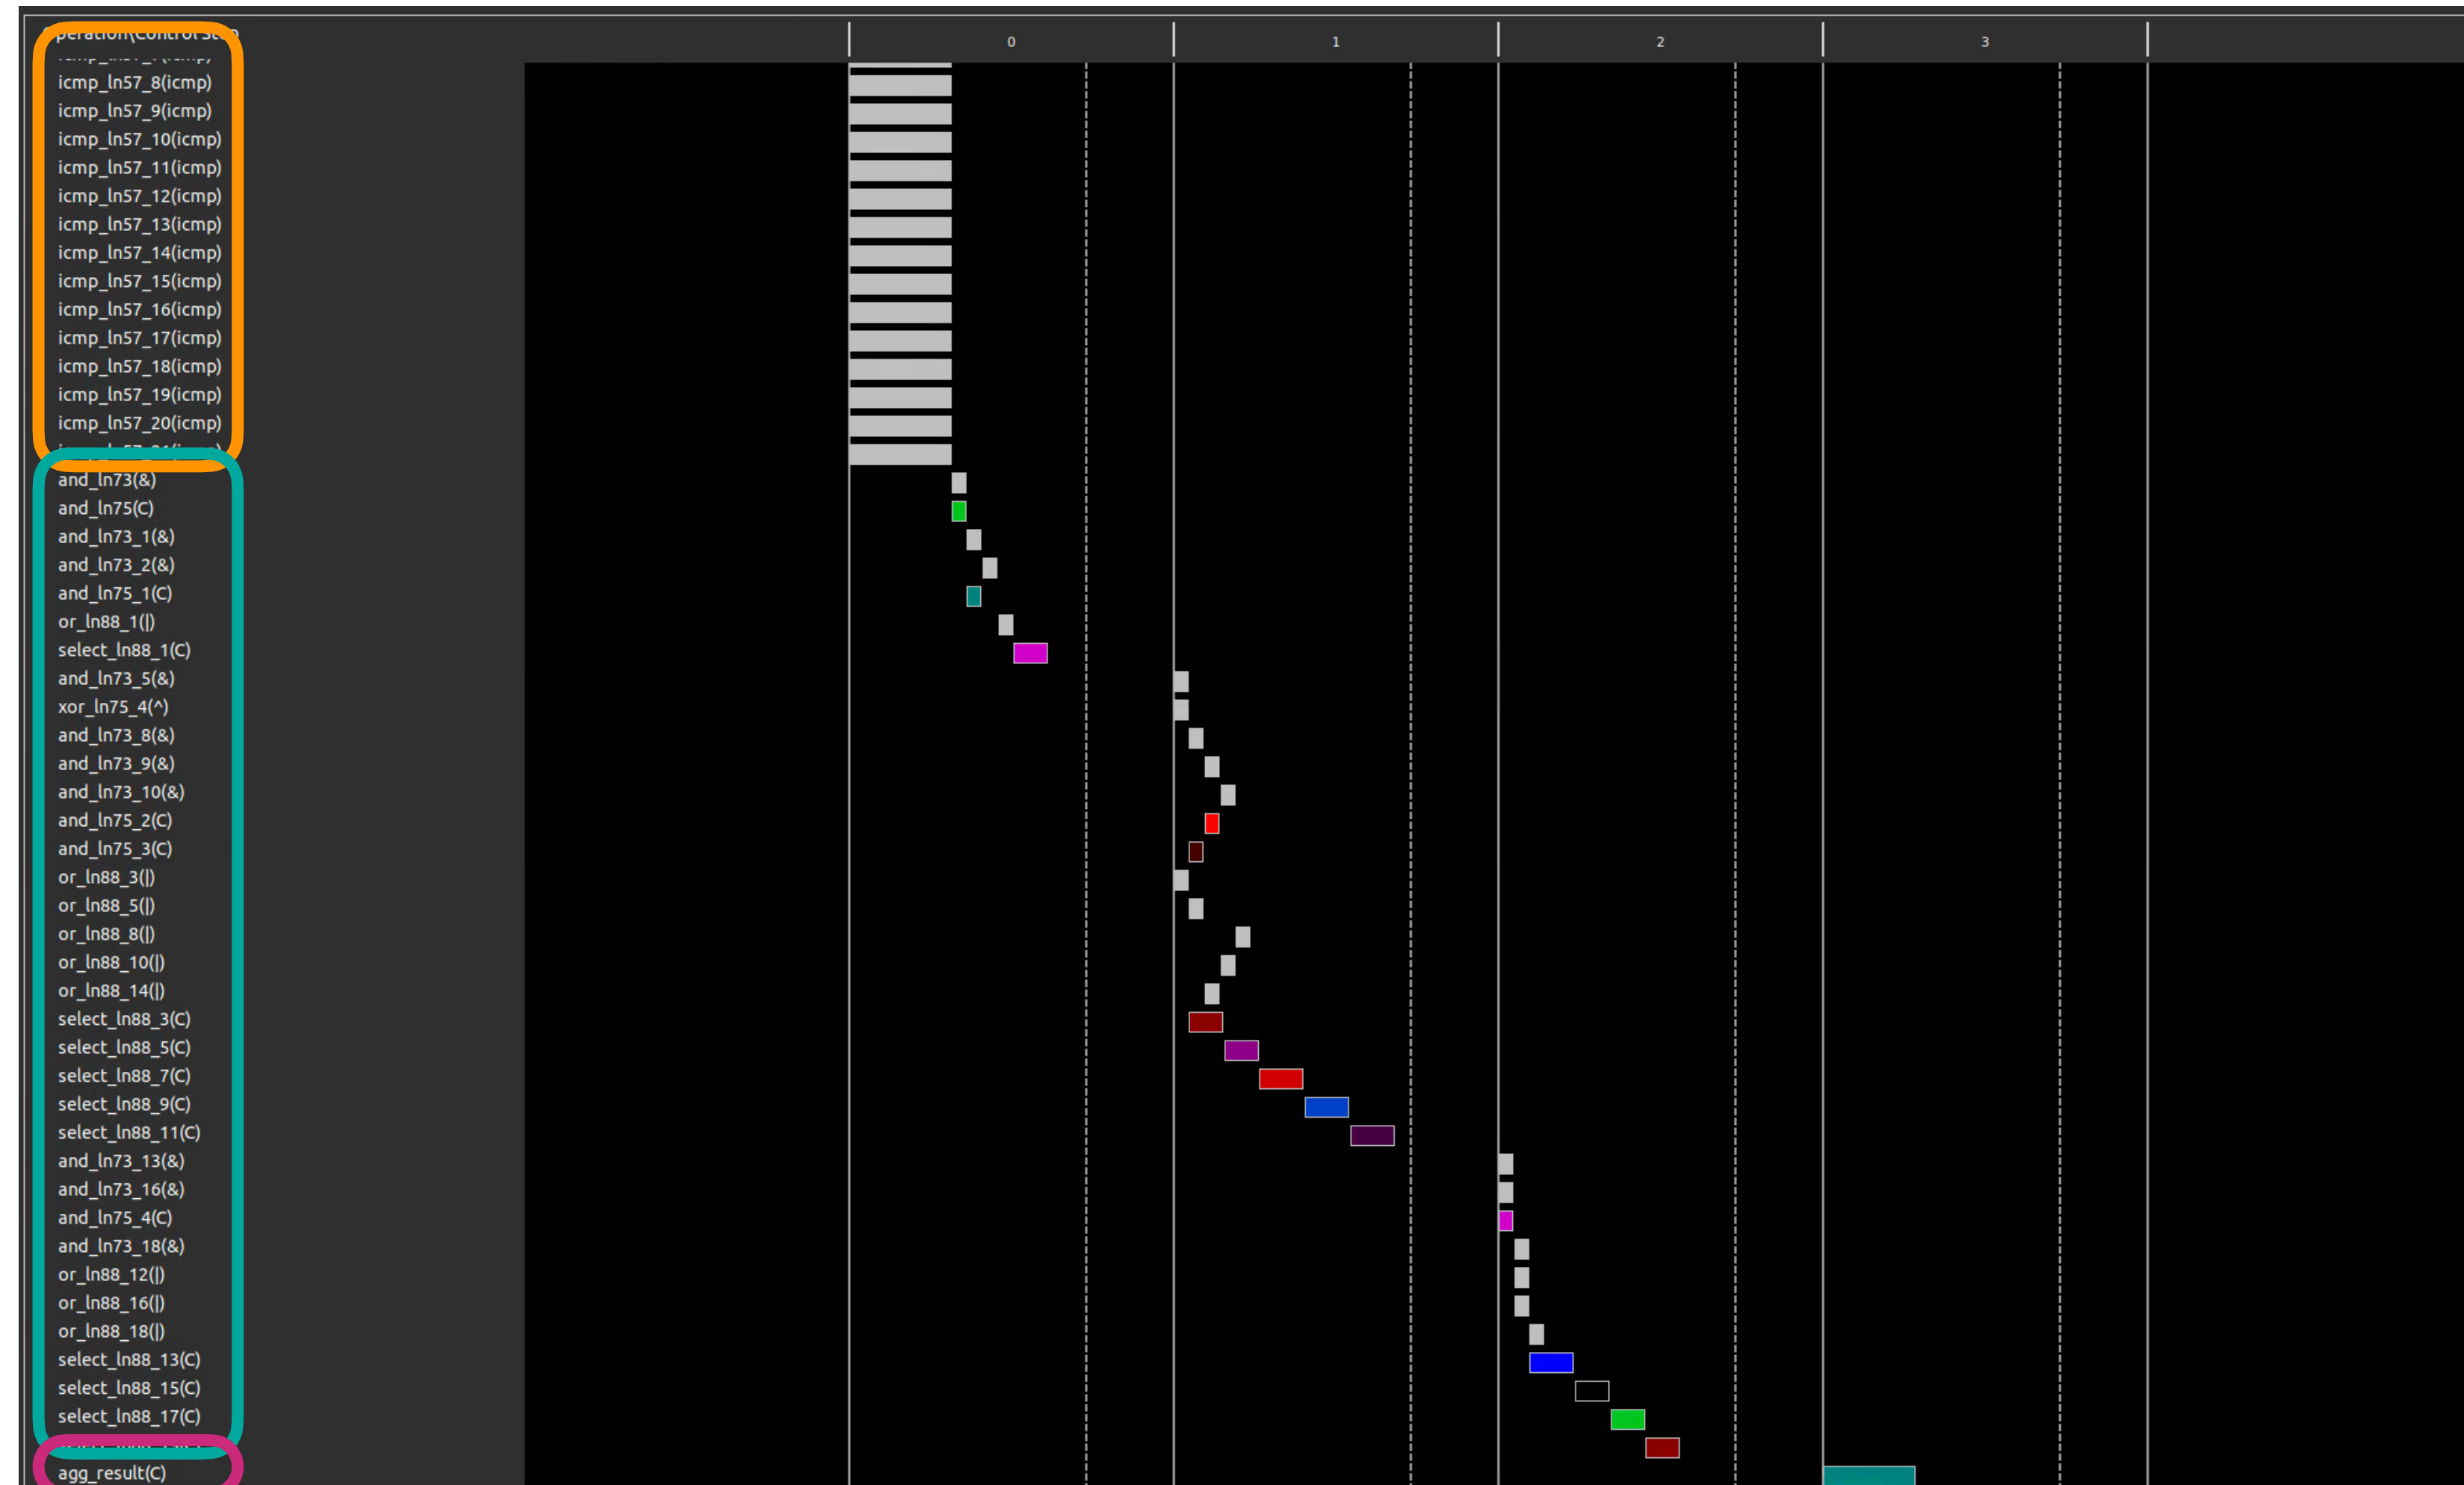 Operation\Control Step 0 1 2 3
icmp_ln57_8(icmp)
icmp_ln57_9(icmp)
icmp_ln57_10(icmp)
icmp_ln57_11(icmp)
icmp_ln57_12(icmp)
icmp_ln57_13(icmp)
icmp_ln57_14(icmp)
icmp_ln57_15(icmp)
icmp_ln57_16(icmp)
icmp_ln57_17(icmp)
icmp_ln57_18(icmp)
icmp_ln57_19(icmp)
icmp_ln57_20(icmp)
and_ln73(&)
and_ln75(C)
and_ln73_1(&)
and_ln73_2(&)
and_ln75_1(C)
or_ln88_1(|)
select_ln88_1(C)
and_ln73_5(&)
xor_ln75_4(^)
and_ln73_8(&)
and_ln73_9(&)
and_ln73_10(&)
and_ln75_2(C)
and_ln75_3(C)
or_ln88_3(|)
or_ln88_5(|)
or_ln88_8(|)
or_ln88_10(|)
or_ln88_14(|)
select_ln88_3(C)
select_ln88_5(C)
select_ln88_7(C)
select_ln88_9(C)
select_ln88_11(C)
and_ln73_13(&)
and_ln73_16(&)
and_ln75_4(C)
and_ln73_18(&)
or_ln88_12(|)
or_ln88_16(|)
or_ln88_18(|)
select_ln88_13(C)
select_ln88_15(C)
select_ln88_17(C)
agg_result(C)